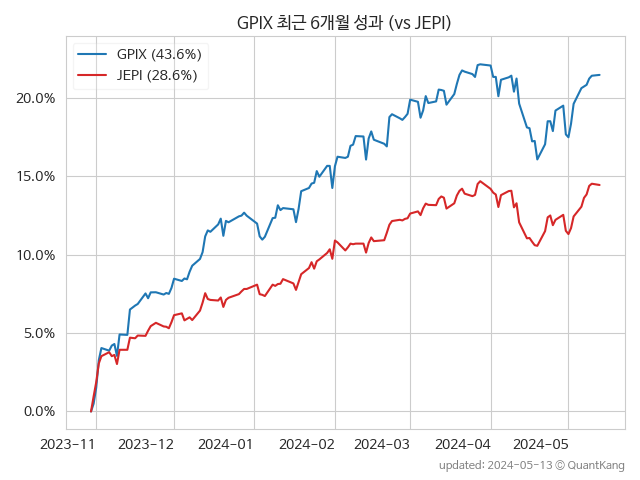 GPIX 최근 6개월 성과 (vs JEPI)
GPIX (43.6%)
JEPI (28.6%)
20.0%
15.0%
10.0%
5.0%
0.0%
2023-11 2023-12 2024-01 2024-02 2024-03 2024-04 2024-05
updated: 2024-05-13 © QuantKang